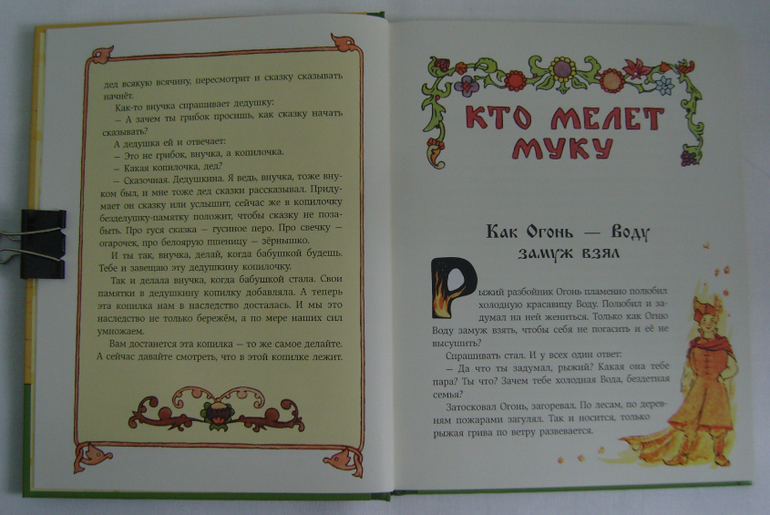 дед всякую всячину, пересмотрит и сказку сказывать
начнёт.
Как-то внучка спрашивает дедушку:
— А зачем ты грибок просишь, как сказку начать
сказывать?
А дедушка ей и отвечает:
— Это не грибок, внучка, а копилочка.
— Какая копилочка, дед?
— Сказочная. Дедушкина. Я ведь, внучка, тоже вну-
ком был, и мне тоже дед сказки рассказывал. Приду-
мает он сказку или услышит, сейчас же в копилочку
безделушку-памятку положит, чтобы сказку не поза-
быть. Про гуся сказка — гусиное перо. Про свечку —
огарочек, про белоярую пшеницу — зёрнышко.
И ты так, внучка, делай, когда бабушкой будешь.
Тебе и завещаю эту дедушкину копилочку.
Так и делала внучка, когда бабушкой стала. Свои
памятки в дедушкину копилку добавляла. А теперь
эта копилка нам в наследство досталась. И мы это
наследство не только бережём, а по мере наших сил
умножаем.
Вам достанется эта копилка — то же самое делайте.
А сейчас давайте смотреть, что в этой копилке лежит.
КТО МЕЛЕТ
МУКУ
Как Огонь — Воду
замуж взял
Рыжий разбойник Огонь пламенно полюбил
холодную красавицу Воду. Полюбил и за-
думал на ней жениться. Только как Огню
Воду замуж взять, чтобы себя не погасить и её не
высушить?
Спрашивать стал. И у всех один ответ:
— Да что ты задумал, рыжий? Какая она тебе
пара? Ты что? Зачем тебе холодная Вода, бездетная
семья?
Затосковал Огонь, загоревал. По лесам, по дерев-
ням пожарами загулял. Так и носится, только
рыжая грива по ветру развевается.